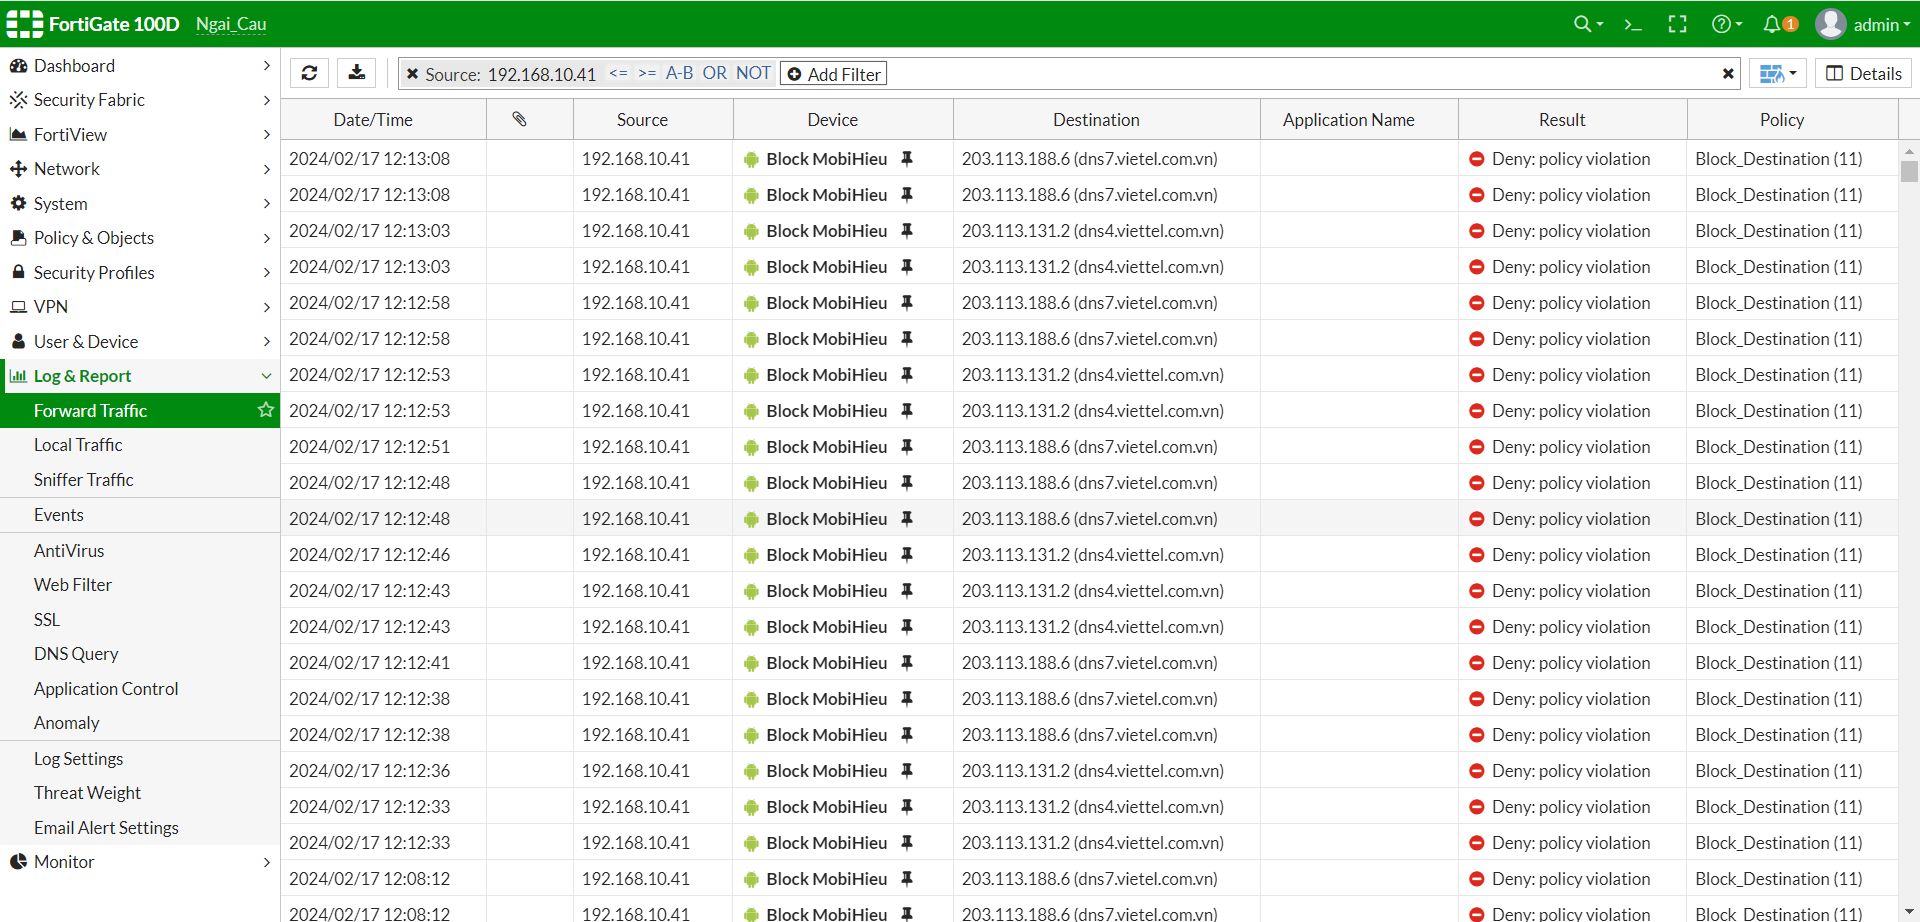 FortiGate 100D Ngai_Cau 1 admin
Dashboard
Security Fabric
FortiView
Network
System
Policy & Objects
Security Profiles
VPN
User & Device
Log & Report
Forward Traffic
Local Traffic
Sniffer Traffic
Events
AntiVirus
Web Filter
SSL
DNS Query
Application Control
Anomaly
Log Settings
Threat Weight
Email Alert Settings
Monitor
Source: 192.168.10.41 <= >= A-B OR NOT Add Filter Details
Date/Time Source Device Destination Application Name Result Policy
2024/02/17 12:13:08 192.168.10.41 Block MobiHieu 203.113.188.6 (dns7.vietel.com.vn) Deny: policy violation Block_Destination (11)
2024/02/17 12:13:08 192.168.10.41 Block MobiHieu 203.113.188.6 (dns7.vietel.com.vn) Deny: policy violation Block_Destination (11)
2024/02/17 12:13:03 192.168.10.41 Block MobiHieu 203.113.131.2 (dns4.viettel.com.vn) Deny: policy violation Block_Destination (11)
2024/02/17 12:13:03 192.168.10.41 Block MobiHieu 203.113.131.2 (dns4.viettel.com.vn) Deny: policy violation Block_Destination (11)
2024/02/17 12:12:58 192.168.10.41 Block MobiHieu 203.113.188.6 (dns7.vietel.com.vn) Deny: policy violation Block_Destination (11)
2024/02/17 12:12:58 192.168.10.41 Block MobiHieu 203.113.188.6 (dns7.vietel.com.vn) Deny: policy violation Block_Destination (11)
2024/02/17 12:12:53 192.168.10.41 Block MobiHieu 203.113.131.2 (dns4.viettel.com.vn) Deny: policy violation Block_Destination (11)
2024/02/17 12:12:53 192.168.10.41 Block MobiHieu 203.113.131.2 (dns4.viettel.com.vn) Deny: policy violation Block_Destination (11)
2024/02/17 12:12:51 192.168.10.41 Block MobiHieu 203.113.188.6 (dns7.vietel.com.vn) Deny: policy violation Block_Destination (11)
2024/02/17 12:12:48 192.168.10.41 Block MobiHieu 203.113.188.6 (dns7.vietel.com.vn) Deny: policy violation Block_Destination (11)
2024/02/17 12:12:48 192.168.10.41 Block MobiHieu 203.113.188.6 (dns7.vietel.com.vn) Deny: policy violation Block_Destination (11)
2024/02/17 12:12:46 192.168.10.41 Block MobiHieu 203.113.131.2 (dns4.viettel.com.vn) Deny: policy violation Block_Destination (11)
2024/02/17 12:12:43 192.168.10.41 Block MobiHieu 203.113.131.2 (dns4.viettel.com.vn) Deny: policy violation Block_Destination (11)
2024/02/17 12:12:43 192.168.10.41 Block MobiHieu 203.113.131.2 (dns4.viettel.com.vn) Deny: policy violation Block_Destination (11)
2024/02/17 12:12:41 192.168.10.41 Block MobiHieu 203.113.188.6 (dns7.vietel.com.vn) Deny: policy violation Block_Destination (11)
2024/02/17 12:12:38 192.168.10.41 Block MobiHieu 203.113.188.6 (dns7.vietel.com.vn) Deny: policy violation Block_Destination (11)
2024/02/17 12:12:38 192.168.10.41 Block MobiHieu 203.113.188.6 (dns7.vietel.com.vn) Deny: policy violation Block_Destination (11)
2024/02/17 12:12:36 192.168.10.41 Block MobiHieu 203.113.131.2 (dns4.viettel.com.vn) Deny: policy violation Block_Destination (11)
2024/02/17 12:12:33 192.168.10.41 Block MobiHieu 203.113.131.2 (dns4.viettel.com.vn) Deny: policy violation Block_Destination (11)
2024/02/17 12:12:33 192.168.10.41 Block MobiHieu 203.113.131.2 (dns4.viettel.com.vn) Deny: policy violation Block_Destination (11)
2024/02/17 12:08:12 192.168.10.41 Block MobiHieu 203.113.188.6 (dns7.vietel.com.vn) Deny: policy violation Block_Destination (11)
2024/02/17 12:08:12 192.168.10.41 Block MobiHieu 203.113.188.6 (dns7.vietel.com.vn) Deny: policy violation Block_Destination (11)